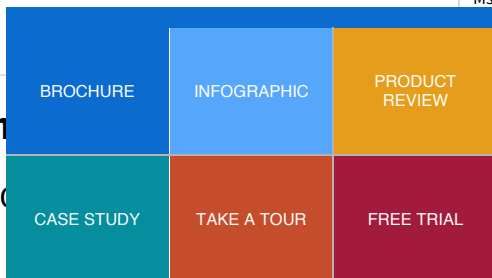 BROCHURE
INFOGRAPHIC
PRODUCT
REVIEW
CASE STUDY
TAKE A TOUR
FREE TRIAL